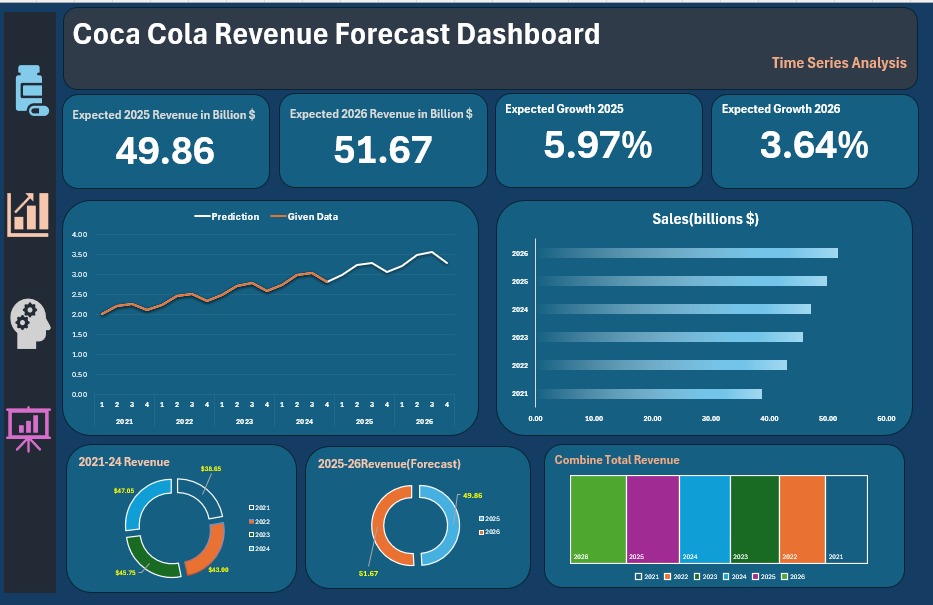 Coca Cola Revenue Forecast Dashboard
Time Series Analysis
Expected 2025 Revenue in Billion $
49.86
Expected 2026 Revenue in Billion $
51.67
Expected Growth 2025
5.97%
Expected Growth 2026
3.64%
Prediction Given Data
4.00
3.50
3.00
2.50
2.00
1.50
1.00
0.50
0.00
1 2 3 4 1 2 3 4 1 2 3 4 1 2 3 4 1 2 3 4 1 2 3 4
2021 2022 2023 2024 2025 2026
Sales(billions $)
2026
2025
2024
2023
2022
2021
0.00 10.00 20.00 30.00 40.00 50.00 60.00
2021-24 Revenue
$38.65
$47.05
$45.75
$43.00
2021
2022
2023
2024
2025-26Revenue(Forecast)
49.86
51.67
2025
2026
Combine Total Revenue
2026 2025 2024 2023 2022 2021
2021 2022 2023 2024 2025 2026